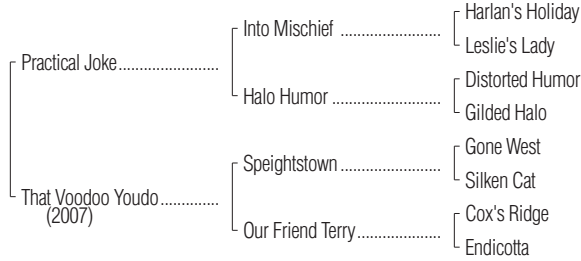 Harlan's Holiday
Into Mischief ......................
Leslie's Lady
Practical Joke......................
Distorted Humor
Halo Humor ........................
Gilded Halo
Gone West
Speightstown......................
Silken Cat
That Voodoo Youdo.............
(2007)
Cox's Ridge
Our Friend Terry..................
Endicotta